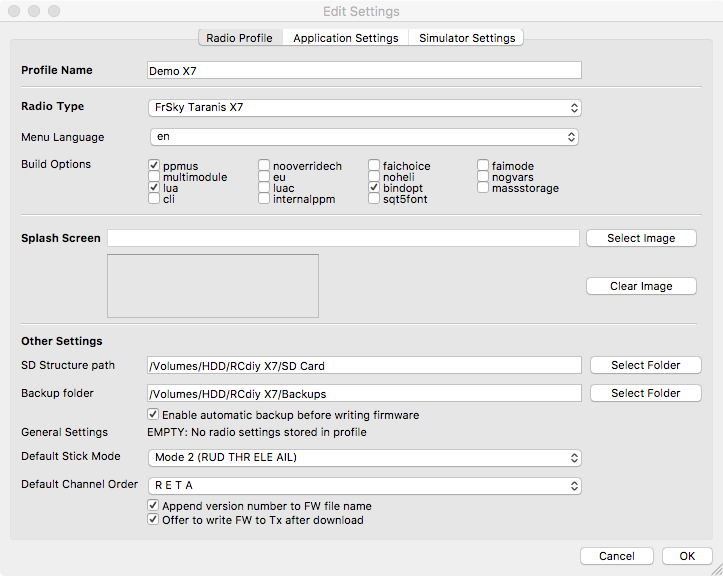 Edit Settings
Radio Profile Application Settings Simulator Settings
Profile Name Demo X7
Radio Type FrSky Taranis X7
Menu Language en
Build Options ppmus nooverridech faichoice faimode
multimodule eu noheli nogvars
lua luac bindopt massstorage
cli internalppm sqt5font
Splash Screen Select Image
Clear Image
Other Settings
SD Structure path /Volumes/HDD/RCdiy X7/SD Card Select Folder
Backup folder /Volumes/HDD/RCdiy X7/Backups Select Folder
Enable automatic backup before writing firmware
General Settings EMPTY: No radio settings stored in profile
Default Stick Mode Mode 2 (RUD THR ELE AIL)
Default Channel Order R E T A
Append version number to FW file name
Offer to write FW to Tx after download
Cancel OK